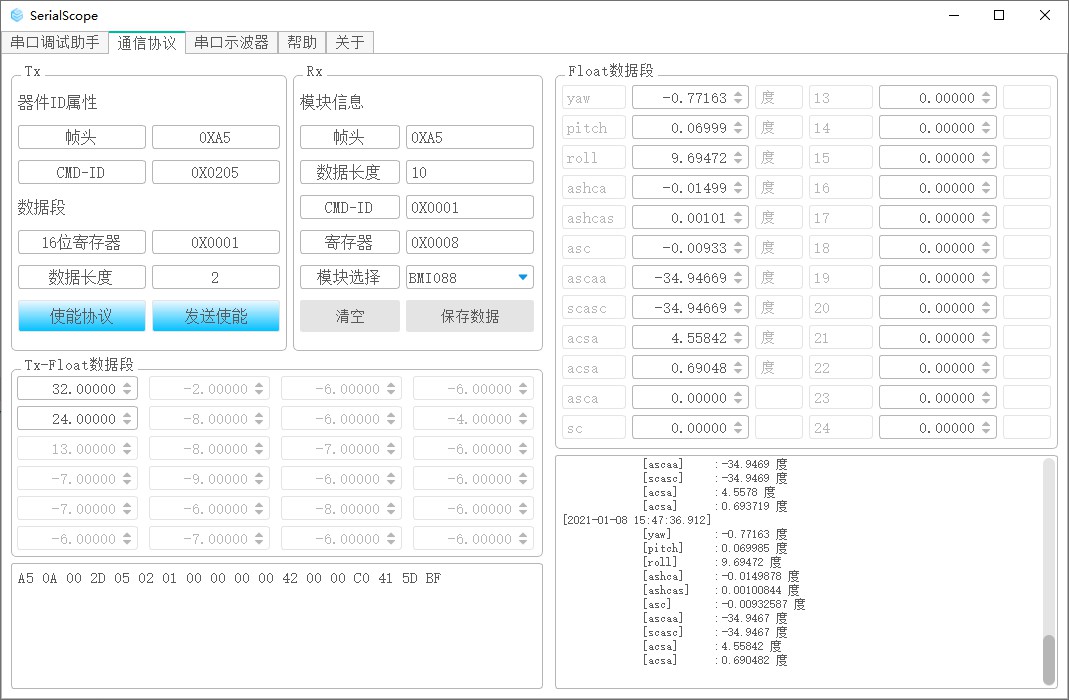 SerialScope
串口调试助手 通信协议 串口示波器 帮助 关于
Tx
器件ID属性
帧头 0XA5
CMD-ID 0X0205
数据段
16位寄存器 0X0001
数据长度 2
使能协议 发送使能
Rx
模块信息
帧头 0XA5
数据长度 10
CMD-ID 0X0001
寄存器 0X0008
模块选择 BMI088
清空 保存数据
Tx-Float数据段
32.00000 -2.00000 -6.00000 -6.00000
24.00000 -8.00000 -6.00000 -4.00000
13.00000 -8.00000 -7.00000 -6.00000
-7.00000 -9.00000 -6.00000 -6.00000
-7.00000 -6.00000 -8.00000 -6.00000
-6.00000 -7.00000 -6.00000 -6.00000
A5 0A 00 2D 05 02 01 00 00 00 00 42 00 00 C0 41 5D BF
Float数据段
yaw -0.77163 度 13 0.00000
pitch 0.06999 度 14 0.00000
roll 9.69472 度 15 0.00000
ashca -0.01499 度 16 0.00000
ashcas 0.00101 度 17 0.00000
asc -0.00933 度 18 0.00000
ascaa -34.94669 度 19 0.00000
scasc -34.94669 度 20 0.00000
acsa 4.55842 度 21 0.00000
acsa 0.69048 度 22 0.00000
asca 0.00000 23 0.00000
sc 0.00000 24 0.00000
[ascaa] :-34.9469 度
[scasc] :-34.9469 度
[acsa] :4.5578 度
[acsa] :0.693719 度
[2021-01-08 15:47:36.912]
[yaw] :-0.77163 度
[pitch] :0.069985 度
[roll] :9.69472 度
[ashca] :-0.0149878 度
[ashcas] :0.00100844 度
[asc] :-0.00932587 度
[ascaa] :-34.9467 度
[scasc] :-34.9467 度
[acsa] :4.55842 度
[acsa] :0.690482 度